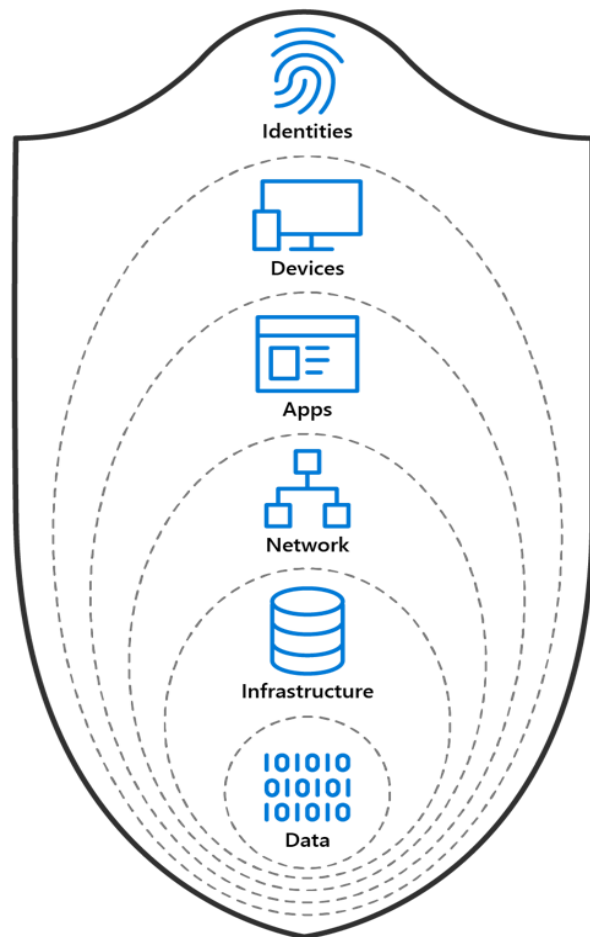 Identities
Devices
Apps
Network
Infrastructure
101010
010101
101010
Data